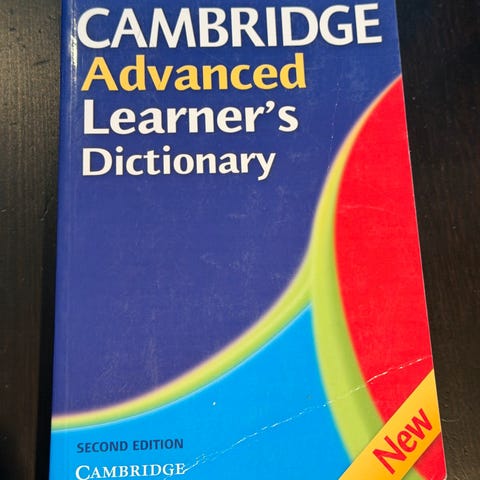 CAMBRIDGE
Advanced
Learner's
Dictionary
SECOND EDITION
CAMBRIDGE
New